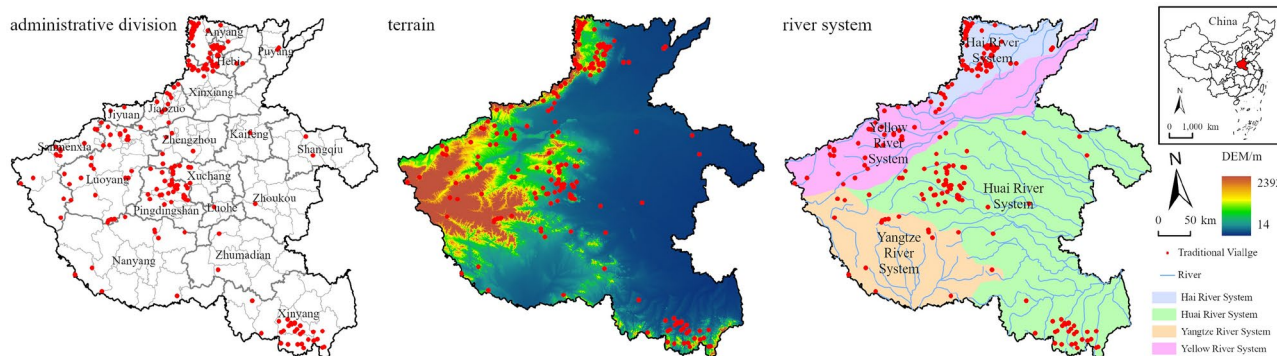 administrative division
Anyang
Puyang
Hebi
Xinxiang
Jiaozuo
Jiyuan
Kaifeng
Zhengzhou
Sanmenxia
Shangqiu
Luoyang
Xuchang
Zhoukou
Pingdingshan
Luohe
Nanyang
Zhumadian
Xinyang
terrain
river system
Hai River
System
Yellow
River
System
Huai River
System
Yangtze
River
System
China
N
0 1,000 km
N
0 50 km
DEM/m
2392
14
Traditional Viallge
River
Hai River System
Huai River System
Yangtze River System
Yellow River System